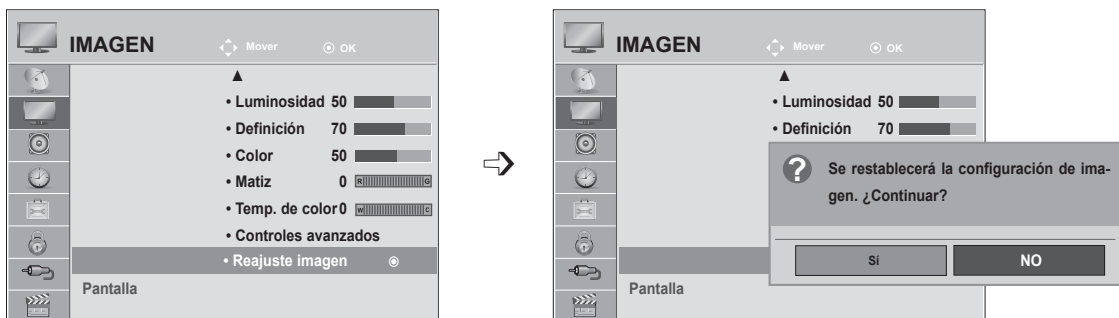 IMAGEN
Mover
OK
• Luminosidad 50
• Definición 70
• Color 50
• Matiz 0 R G
• Temp. de color 0 W C
• Controles avanzados
• Reajuste imagen
Pantalla
IMAGEN
Mover
OK
• Luminosidad 50
• Definición 70
Se restablecerá la configuración de ima-
gen. ¿Continuar?
Sí
NO
Pantalla